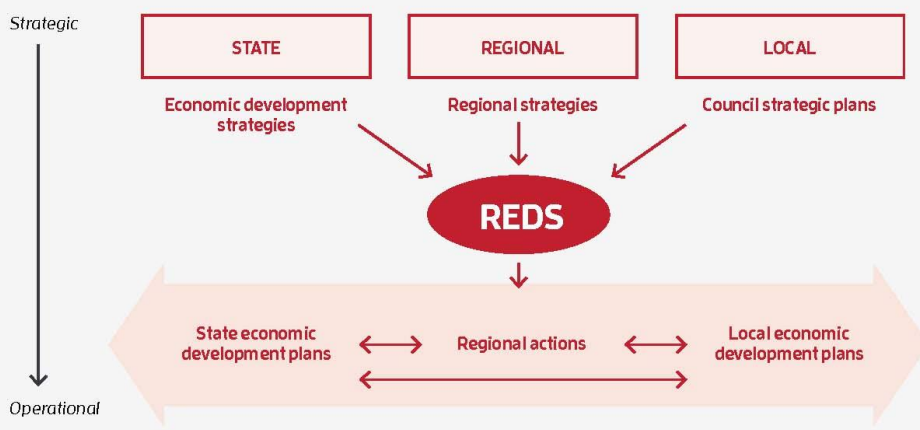 Strategic
STATE
REGIONAL
LOCAL
Economic development
strategies
Regional strategies
Council strategic plans
REDS
State economic
development plans
Regional actions
Local economic
development plans
Operational